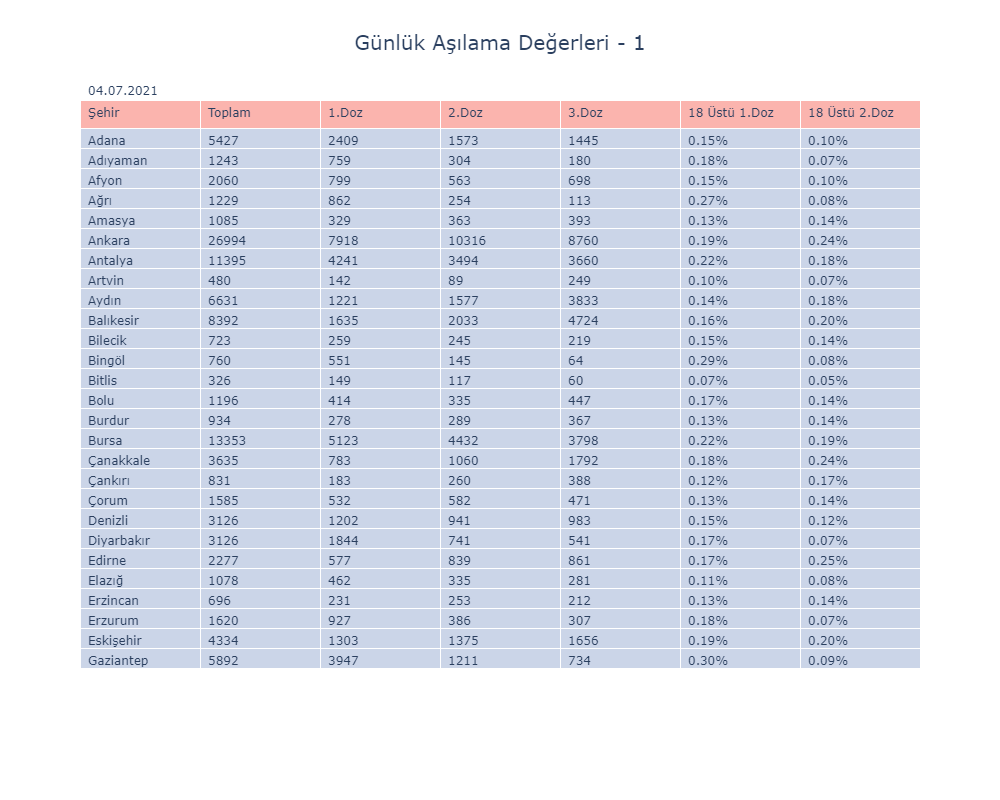 Günlük Aşılama Değerleri - 1
04.07.2021
Şehir Toplam 1.Doz 2.Doz 3.Doz 18 Üstü 1.Doz 18 Üstü 2.Doz
Adana 5427 2409 1573 1445 0.15% 0.10%
Adıyaman 1243 759 304 180 0.18% 0.07%
Afyon 2060 799 563 698 0.15% 0.10%
Ağrı 1229 862 254 113 0.27% 0.08%
Amasya 1085 329 363 393 0.13% 0.14%
Ankara 26994 7918 10316 8760 0.19% 0.24%
Antalya 11395 4241 3494 3660 0.22% 0.18%
Artvin 480 142 89 249 0.10% 0.07%
Aydın 6631 1221 1577 3833 0.14% 0.18%
Balıkesir 8392 1635 2033 4724 0.16% 0.20%
Bilecik 723 259 245 219 0.15% 0.14%
Bingöl 760 551 145 64 0.29% 0.08%
Bitlis 326 149 117 60 0.07% 0.05%
Bolu 1196 414 335 447 0.17% 0.14%
Burdur 934 278 289 367 0.13% 0.14%
Bursa 13353 5123 4432 3798 0.22% 0.19%
Çanakkale 3635 783 1060 1792 0.18% 0.24%
Çankırı 831 183 260 388 0.12% 0.17%
Çorum 1585 532 582 471 0.13% 0.14%
Denizli 3126 1202 941 983 0.15% 0.12%
Diyarbakır 3126 1844 741 541 0.17% 0.07%
Edirne 2277 577 839 861 0.17% 0.25%
Elazığ 1078 462 335 281 0.11% 0.08%
Erzincan 696 231 253 212 0.13% 0.14%
Erzurum 1620 927 386 307 0.18% 0.07%
Eskişehir 4334 1303 1375 1656 0.19% 0.20%
Gaziantep 5892 3947 1211 734 0.30% 0.09%